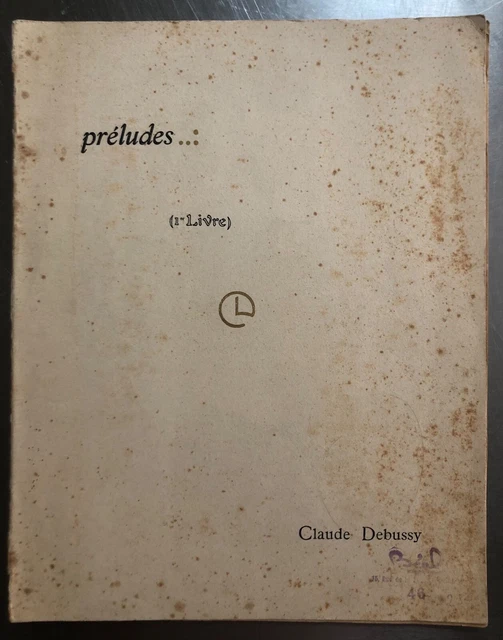 préludes..:
(1er Livre)
Claude Debussy
46